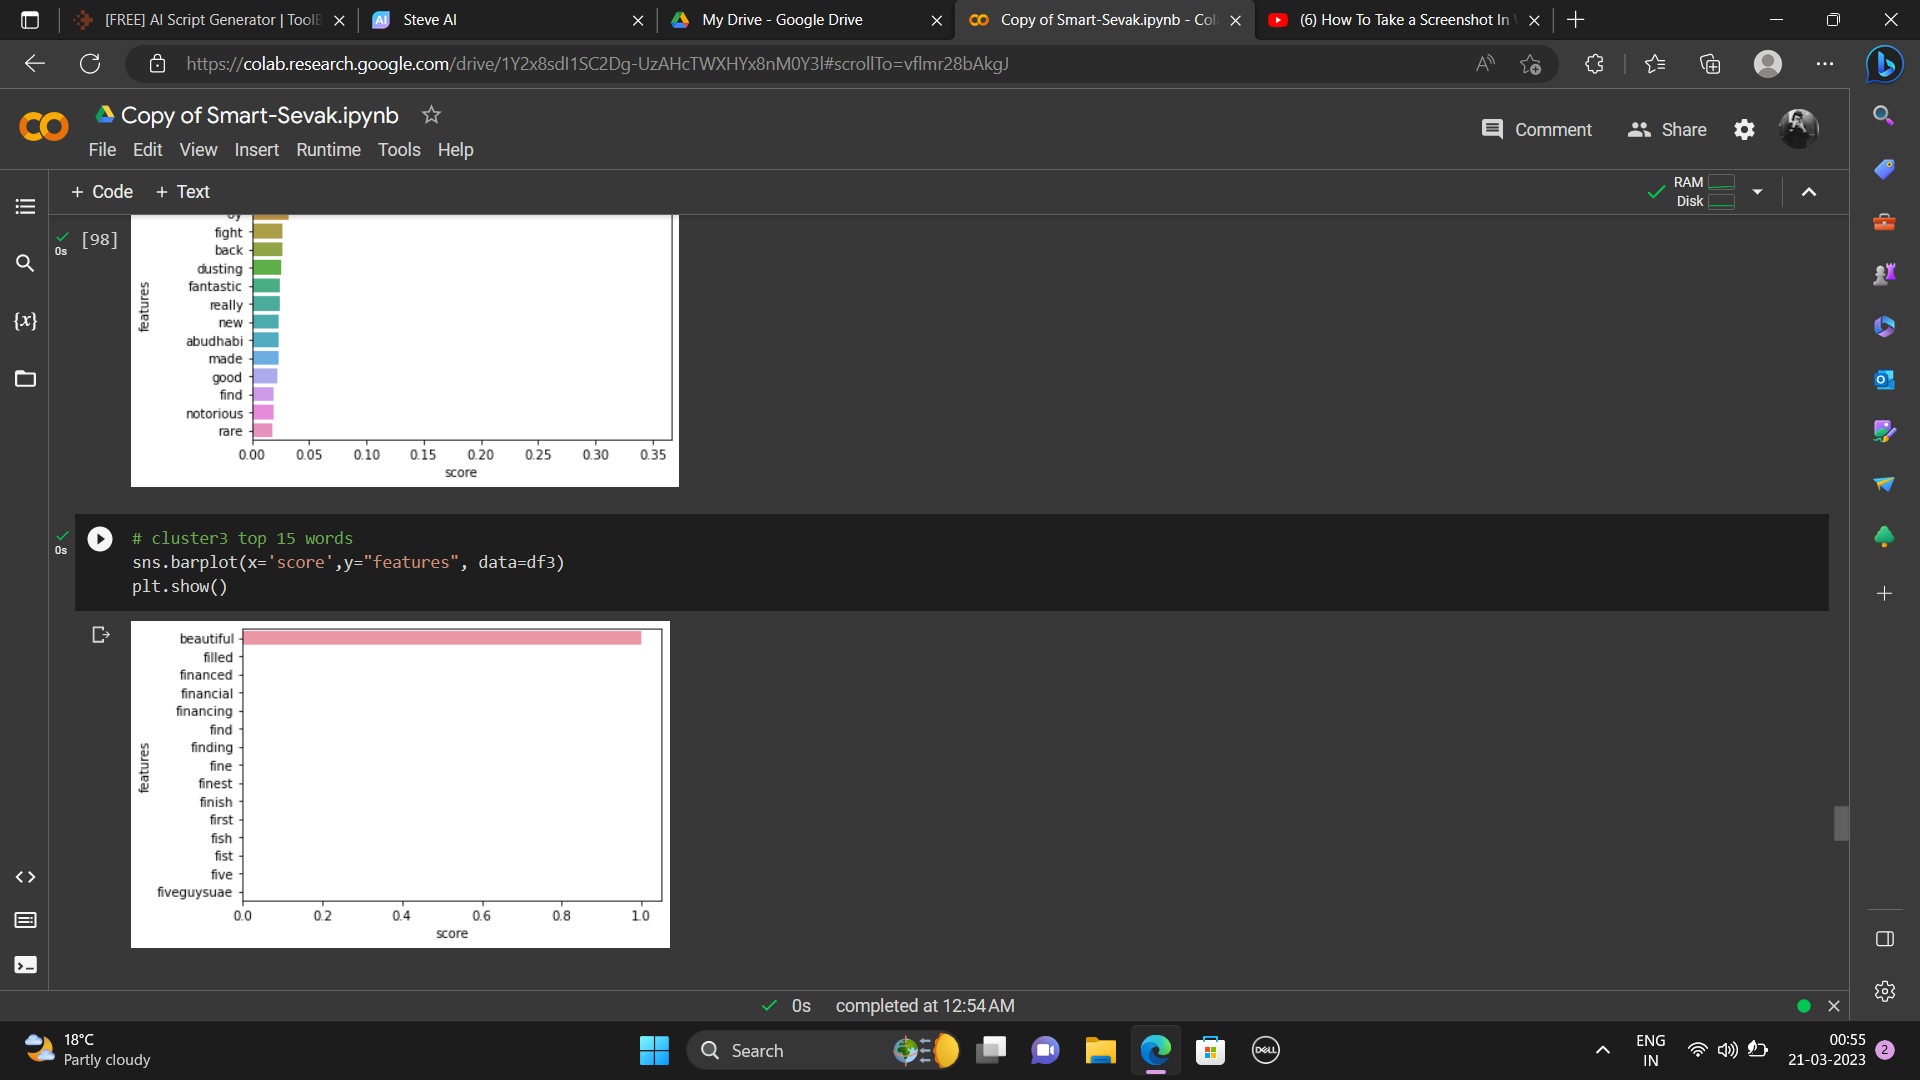 [FREE] AI Script Generator | ToolB
Steve AI
My Drive - Google Drive
Copy of Smart-Sevak.ipynb - Col
(6) How To Take a Screenshot In
https://colab.research.google.com/drive/1Y2x8sdI1SC2Dg-UzAHcTWXHYx8nM0Y3l#scrollTo=vflmr28bAkgJ
Copy of Smart-Sevak.ipynb
Comment
Share
File Edit View Insert Runtime Tools Help
+ Code + Text
RAM
Disk
0s
[98]
fight
back
dusting
fantastic
really
new
abudhabi
made
good
find
notorious
rare
features
0.00 0.05 0.10 0.15 0.20 0.25 0.30 0.35
score
0s
# cluster3 top 15 words
sns.barplot(x='score',y="features", data=df3)
plt.show()
beautiful
filled
financed
financial
financing
find
finding
fine
finest
finish
first
fish
fist
five
fiveguysuae
features
0.0 0.2 0.4 0.6 0.8 1.0
score
0s completed at 12:54 AM
18°C
Partly cloudy
Search
DELL
ENG
IN
00:55
21-03-2023
2